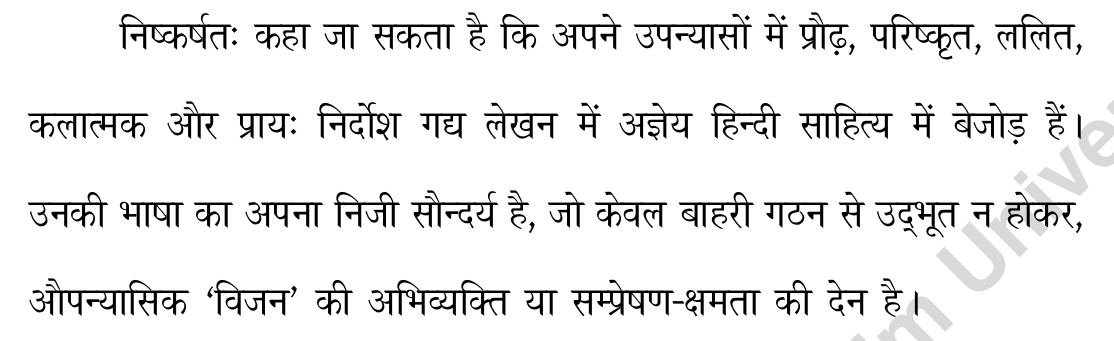 निष्कर्षतः कहा जा सकता है कि अपने उपन्यासों में प्रौढ़, परिष्कृत, ललित,
कलात्मक और प्रायः निर्दोश गद्य लेखन में अज्ञेय हिन्दी साहित्य में बेजोड़ हैं।
उनकी भाषा का अपना निजी सौन्दर्य है, जो केवल बाहरी गठन से उद्‌भूत न होकर,
औपन्यासिक ‘विजन’ की अभिव्यक्ति या सम्प्रेषण-क्षमता की देन है।